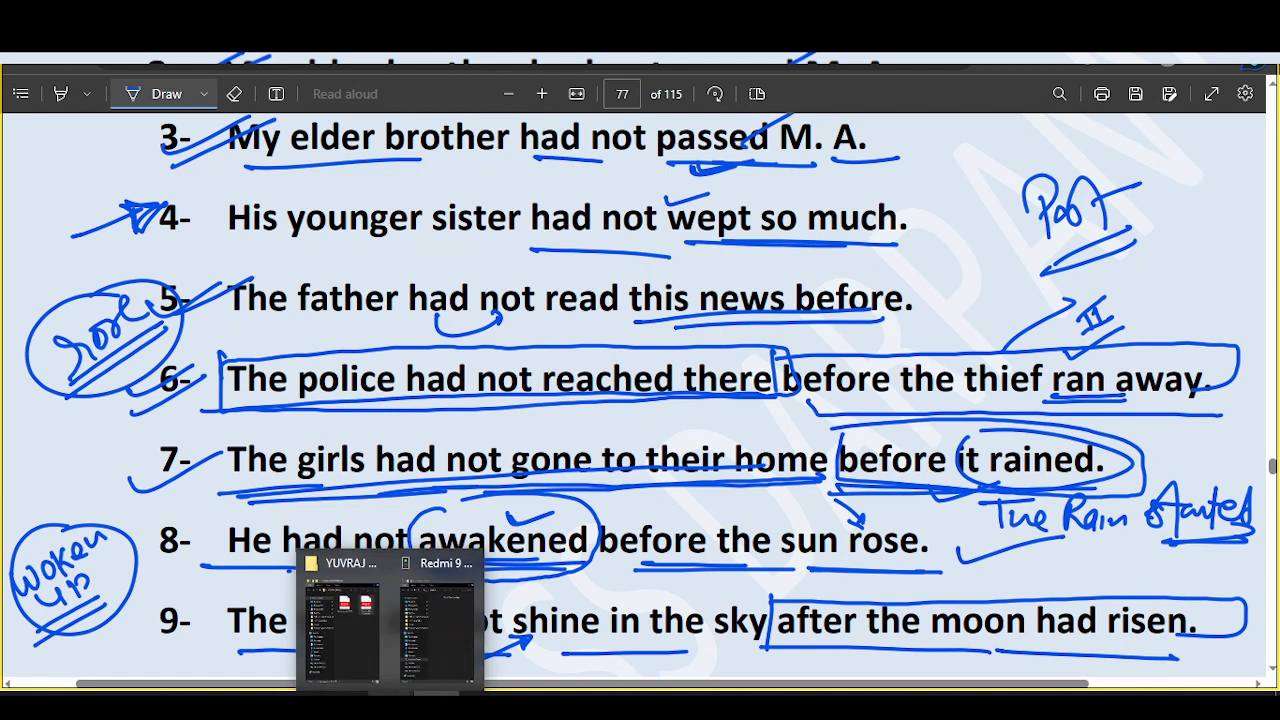 Draw
Read aloud
77 of 115
3- My elder brother had not passed M. A.
4- His younger sister had not wept so much.
Past
5- The father had not read this news before.
II
6- The police had not reached there before the thief ran away.
7- The girls had not gone to their home before it rained.
The Rain started
8- He had not awakened before the sun rose.
woken up
YUVRAJ ...
Redmi 9 ...
9- The shine in the sky after the moon had risen.
SS DARPAN